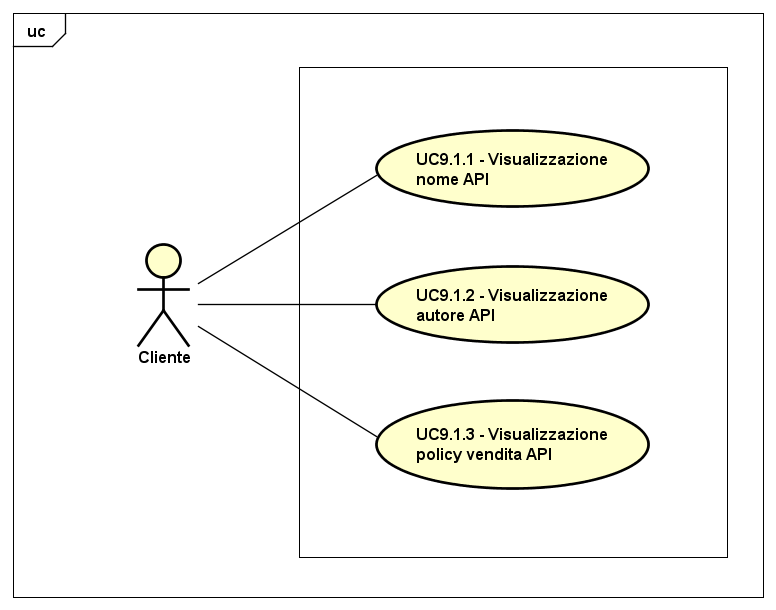 uc
UC9.1.1 - Visualizzazione
nome API
UC9.1.2 - Visualizzazione
autore API
Cliente
UC9.1.3 - Visualizzazione
policy vendita API